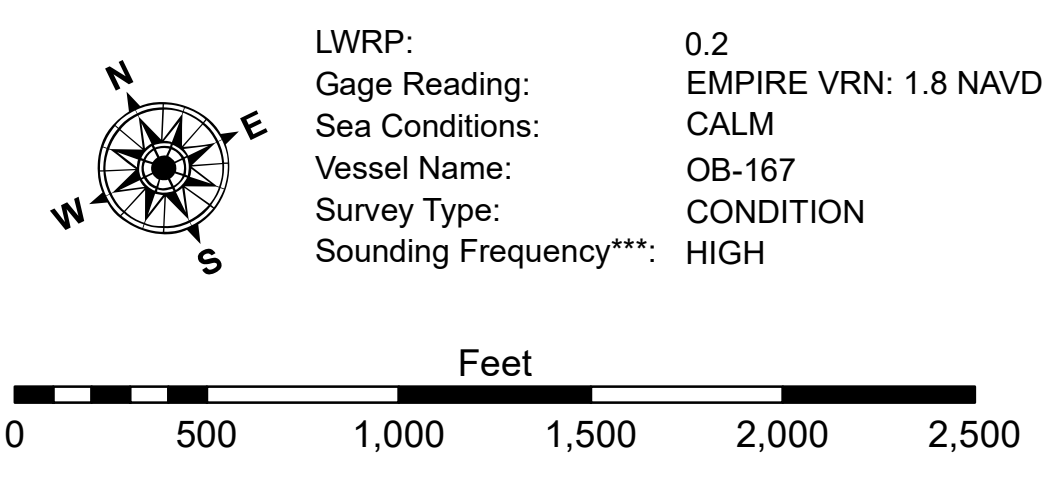 N
E
W
S
LWRP: 0.2
Gage Reading: EMPIRE VRN: 1.8 NAVD
Sea Conditions: CALM
Vessel Name: OB-167
Survey Type: CONDITION
Sounding Frequency***: HIGH
Feet
0 500 1,000 1,500 2,000 2,500